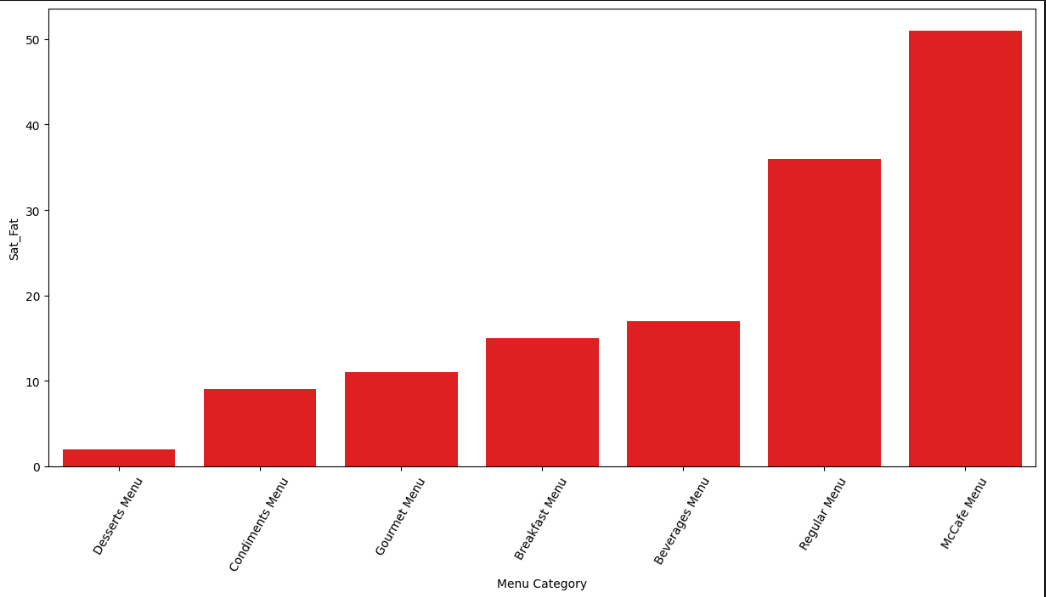 50
40
30
20
10
0
Sat_Fat
Desserts Menu
Condiments Menu
Gourmet Menu
Breakfast Menu
Beverages Menu
Regular Menu
McCafe Menu
Menu Category